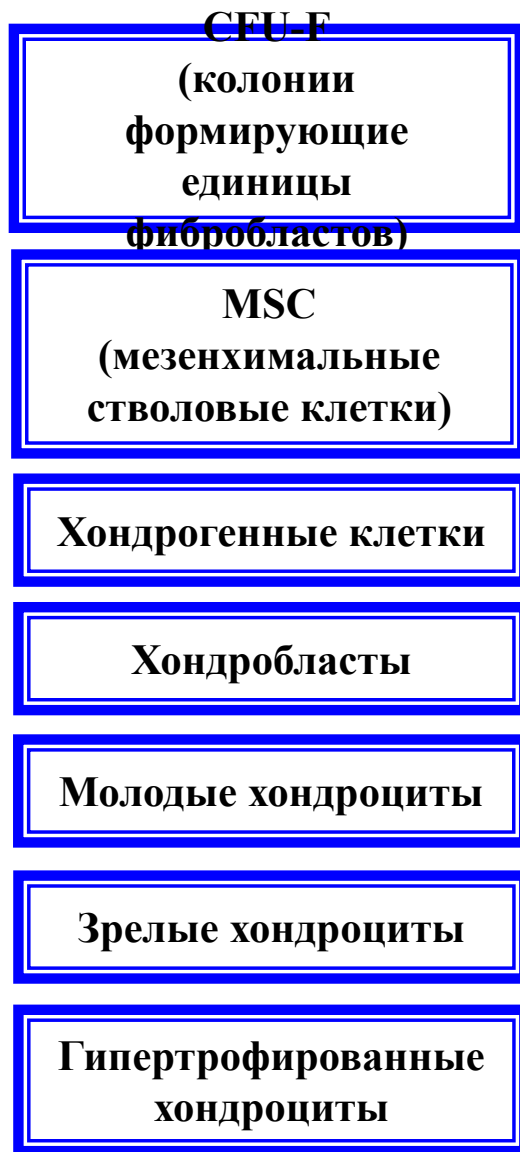 CFU-F
(колонии
формирующие
единицы
фибробластов)
MSC
(мезенхимальные
стволовые клетки)
Хондрогенные клетки
Хондробласты
Молодые хондроциты
Зрелые хондроциты
Гипертрофированные
хондроциты